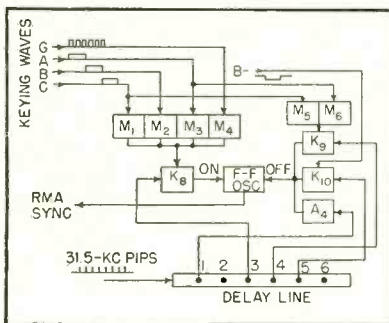 KEYING WAVES
G
A
B
C
B-
M1 M2 M3 M4
M5 M6
K9
K8 ON F-F OSC OFF K10
A4
RMA SYNC
31.5-KC PIPS
1 2 3 4 5 6
DELAY LINE